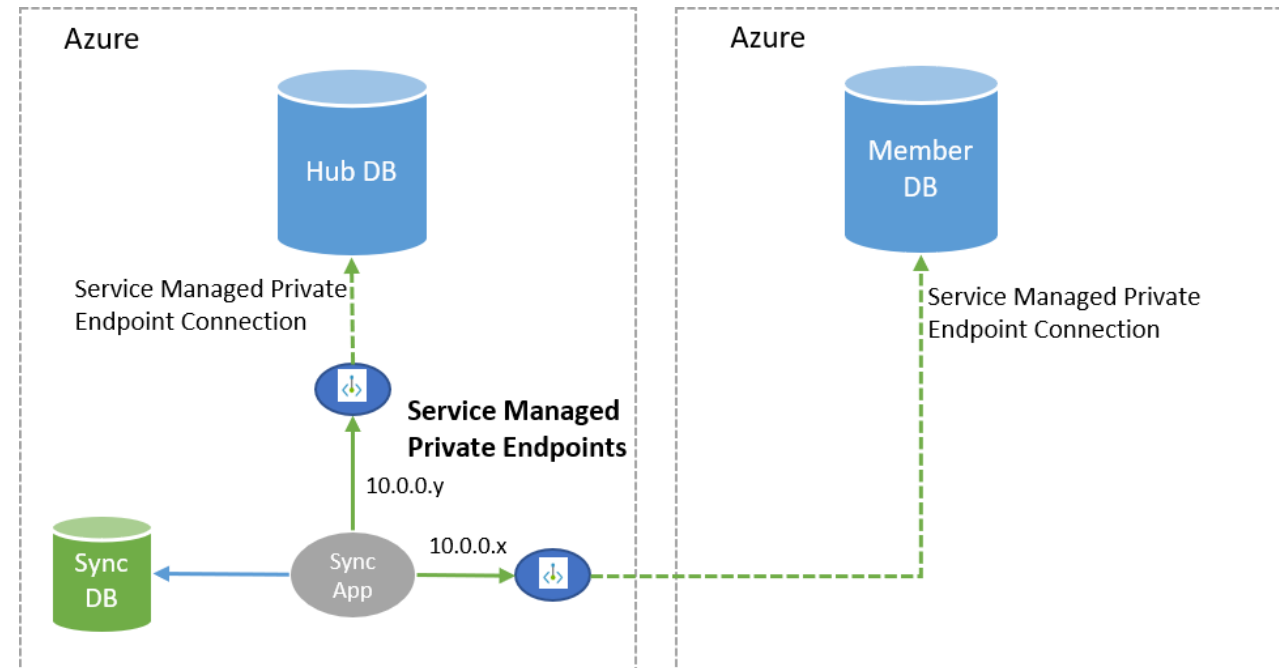 Azure
Hub DB
Service Managed Private
Endpoint Connection
Service Managed
Private Endpoints
10.0.0.y
10.0.0.x
Sync
App
Sync
DB
Azure
Member
DB
Service Managed Private
Endpoint Connection